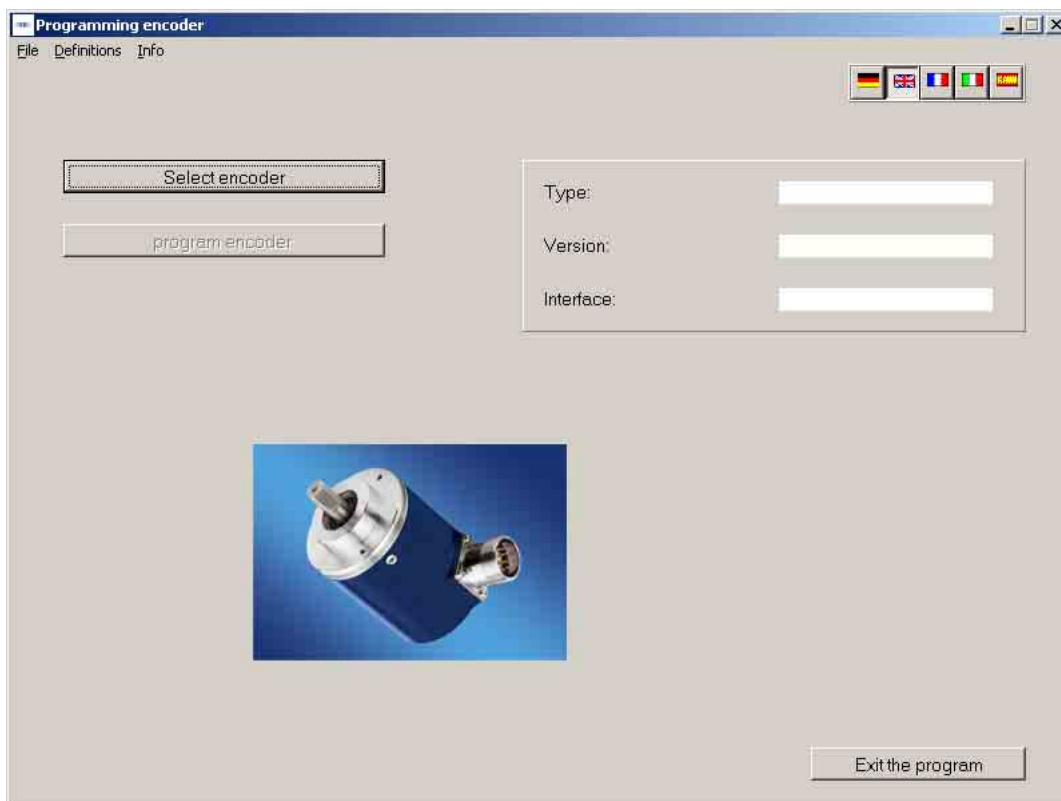 Programming encoder
File Definitions Info
Select encoder
program encoder
Type:
Version:
Interface:
Exit the program